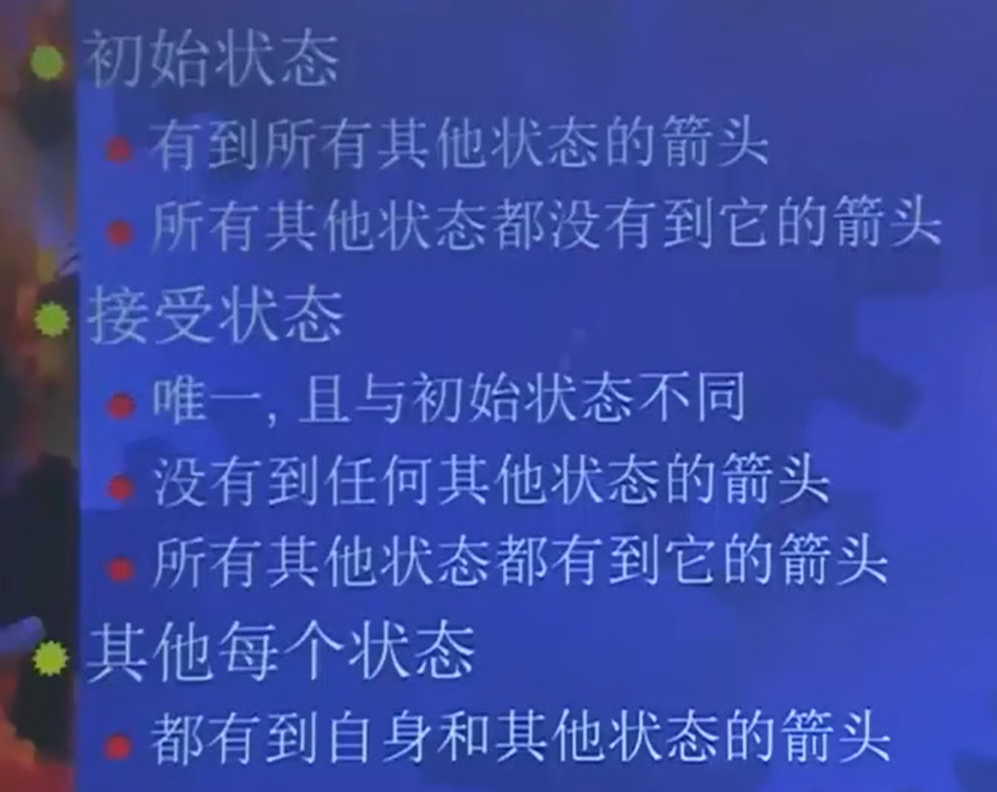 初始状态
有到所有其他状态的箭头
所有其他状态都没有到它的箭头
接受状态
唯一, 且与初始状态不同
没有到任何其他状态的箭头
所有其他状态都有到它的箭头
其他每个状态
都有到自身和其他状态的箭头